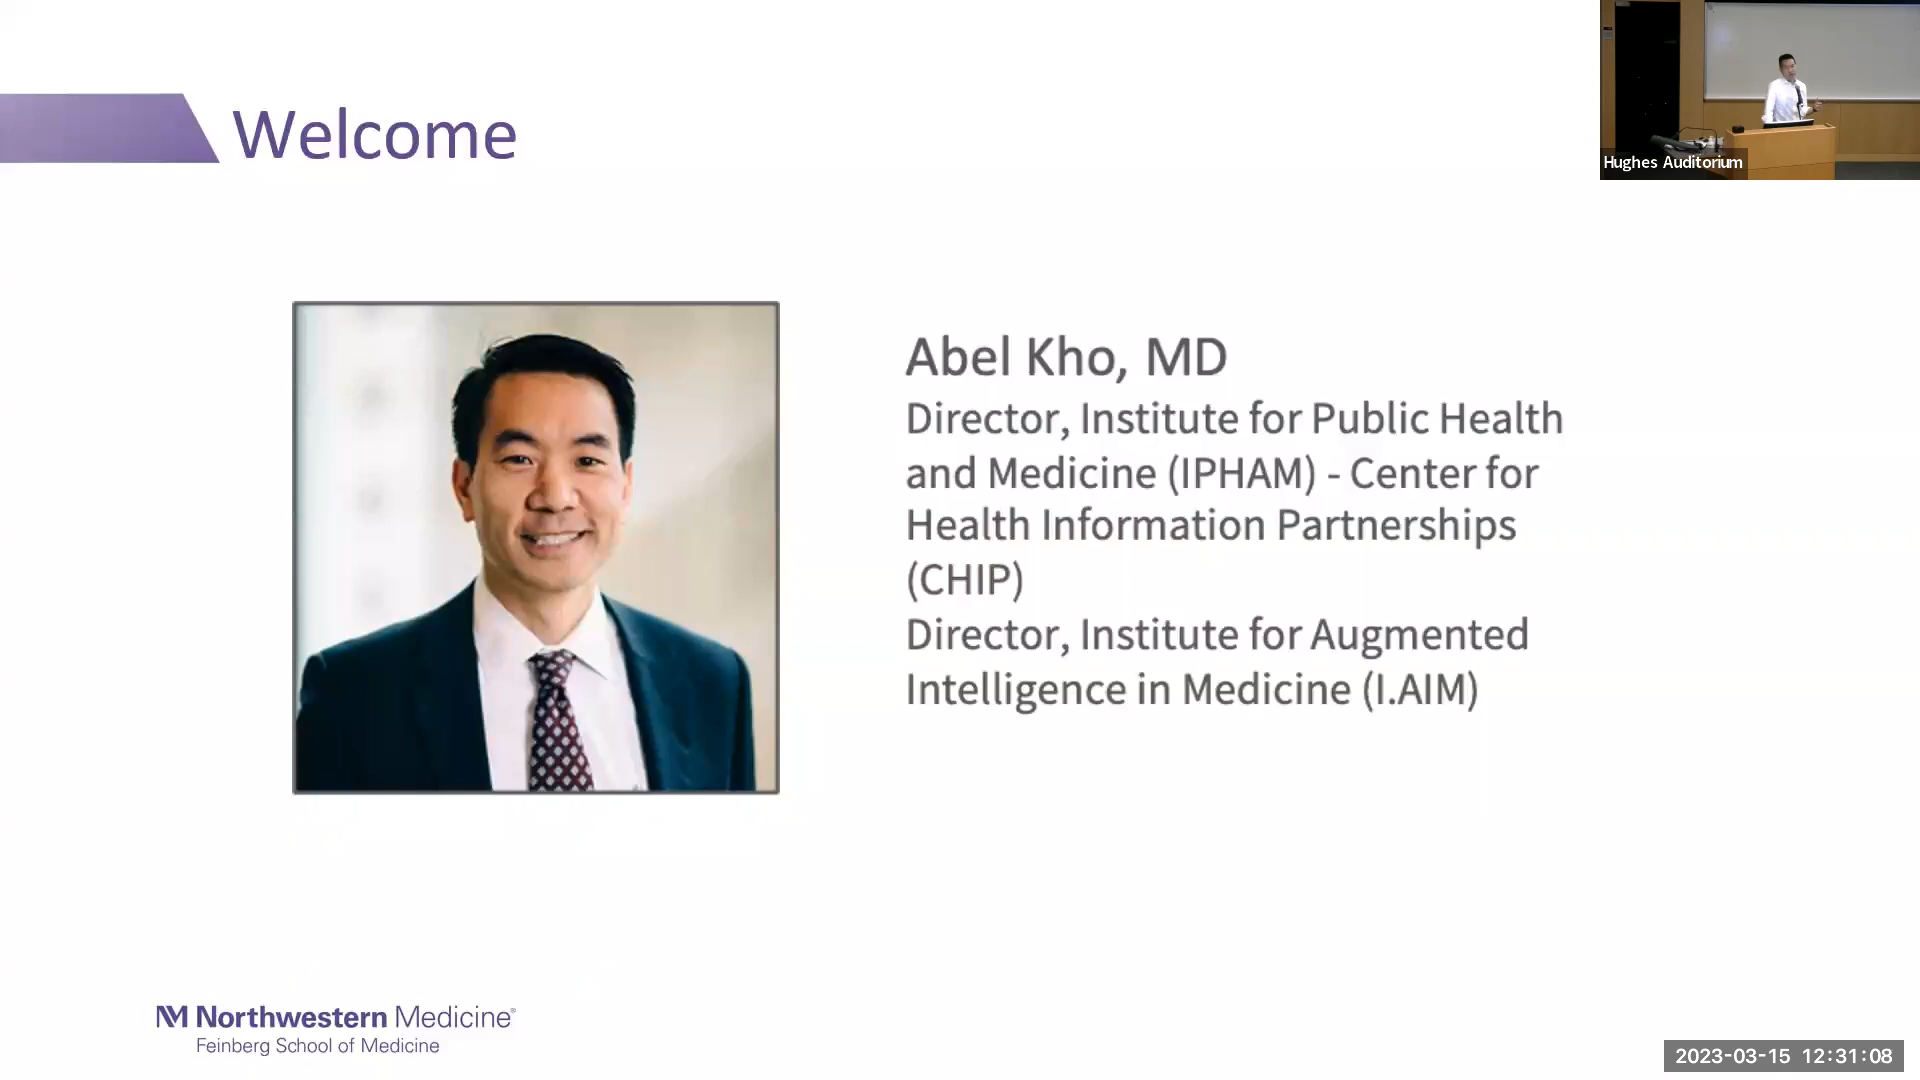 Welcome
Hughes Auditorium
Abel Kho, MD
Director, Institute for Public Health
and Medicine (IPHAM) - Center for
Health Information Partnerships
(CHIP)
Director, Institute for Augmented
Intelligence in Medicine (I.AIM)
NM Northwestern Medicine®
Feinberg School of Medicine
2023-03-15 12:31:08